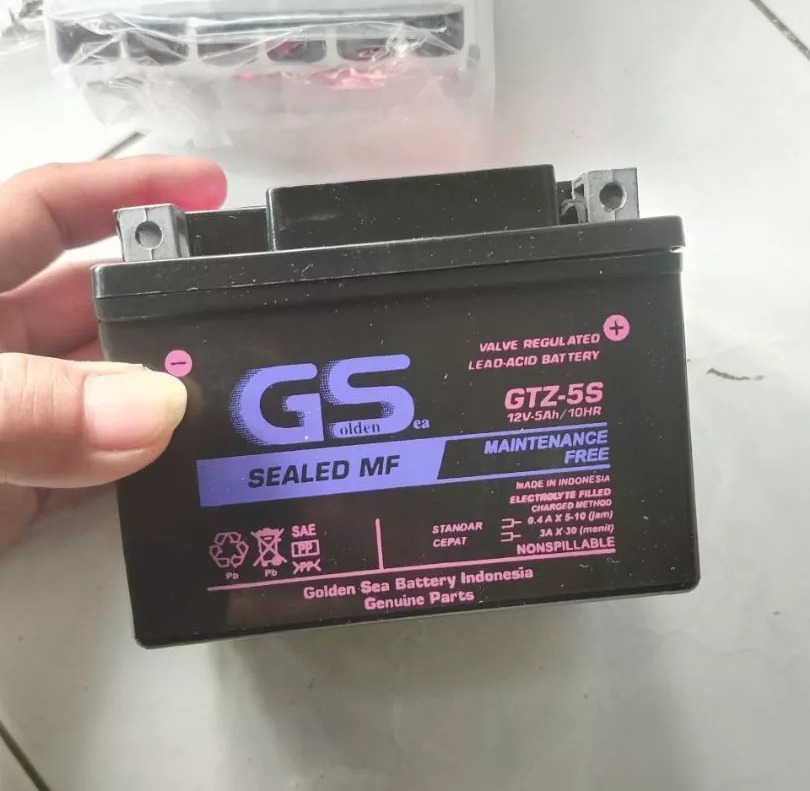 VALVE REGULATED +
LEAD-ACID BATTERY
−
GS
olden ea
GTZ-5S
12V-5Ah/10HR
SEALED MF
MAINTENANCE
FREE
MADE IN INDONESIA
ELECTROLYTE FILLED
CHARGED METHOD
STANDAR 0.4 A X 5-10 (jam)
CEPAT 3A X 30 (menit)
NONSPILLABLE
SAE
PP
>PP<
Pb Pb
Golden Sea Battery Indonesia
Genuine Parts